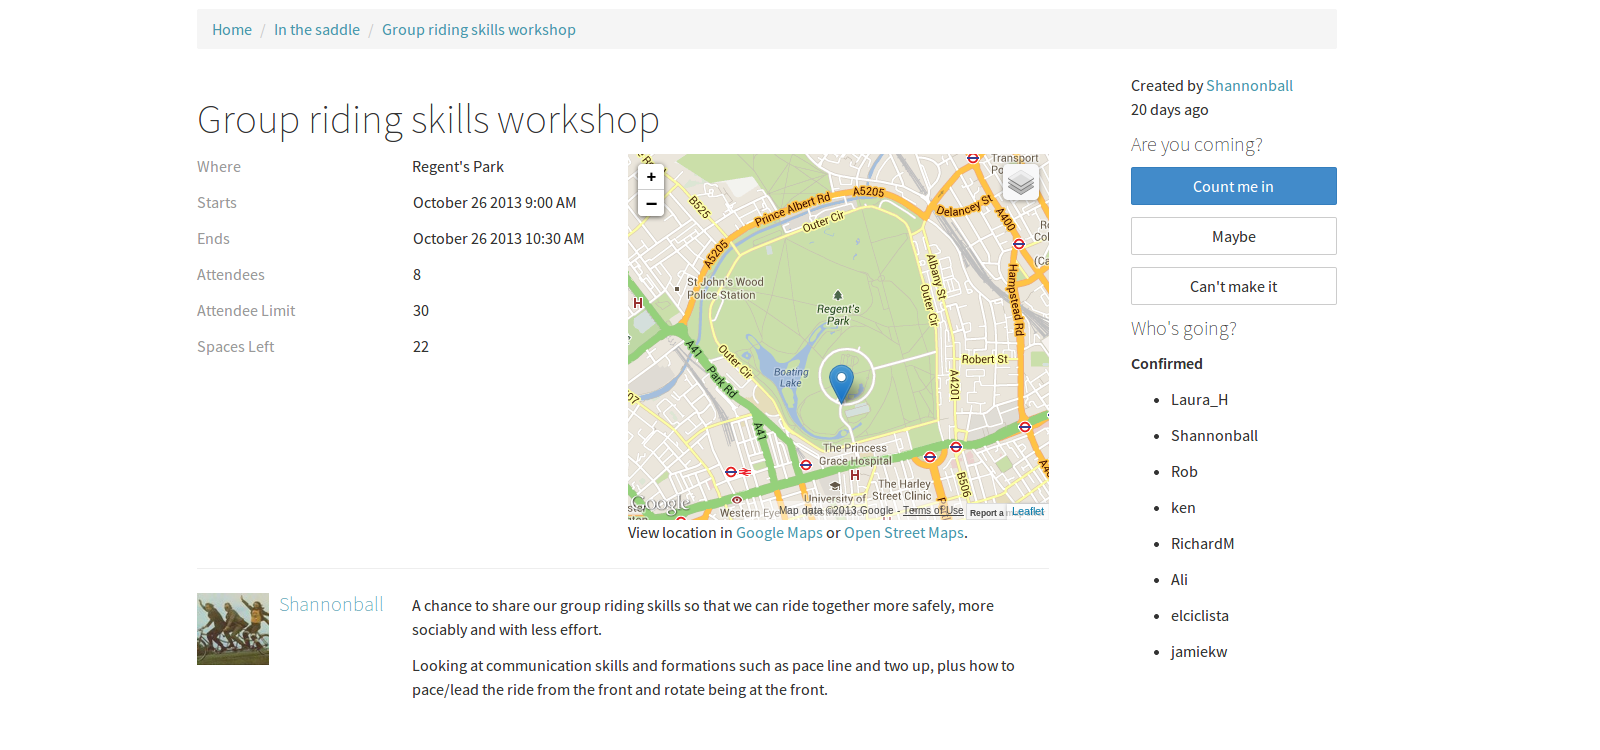 Home / In the saddle / Group riding skills workshop
Group riding skills workshop
Where Regent's Park
Starts October 26 2013 9:00 AM
Ends October 26 2013 10:30 AM
Attendees 8
Attendee Limit 30
Spaces Left 22
+
−
Transport
B525
Prince Albert Rd
A5205
Outer Cir
Delancey St
A400
A5205
St John's Wood
Police Station
Albany St
Outer Cir
Hampstead Rd
Regent's
Park
H
A41
Park Rd
Outer Cir
Boating
Lake
Robert St
A4201
A41
The Princess
Grace Hospital
H
The Harley
Street Clinic
B506
University of
Western
Google
Map data ©2013 Google - Terms of Use Report a Leaflet
View location in Google Maps or Open Street Maps.
Shannonball
A chance to share our group riding skills so that we can ride together more safely, more
sociably and with less effort.
Looking at communication skills and formations such as pace line and two up, plus how to
pace/lead the ride from the front and rotate being at the front.
Created by Shannonball
20 days ago
Are you coming?
Count me in
Maybe
Can't make it
Who's going?
Confirmed
• Laura_H
• Shannonball
• Rob
• ken
• RichardM
• Ali
• elciclista
• jamiekw